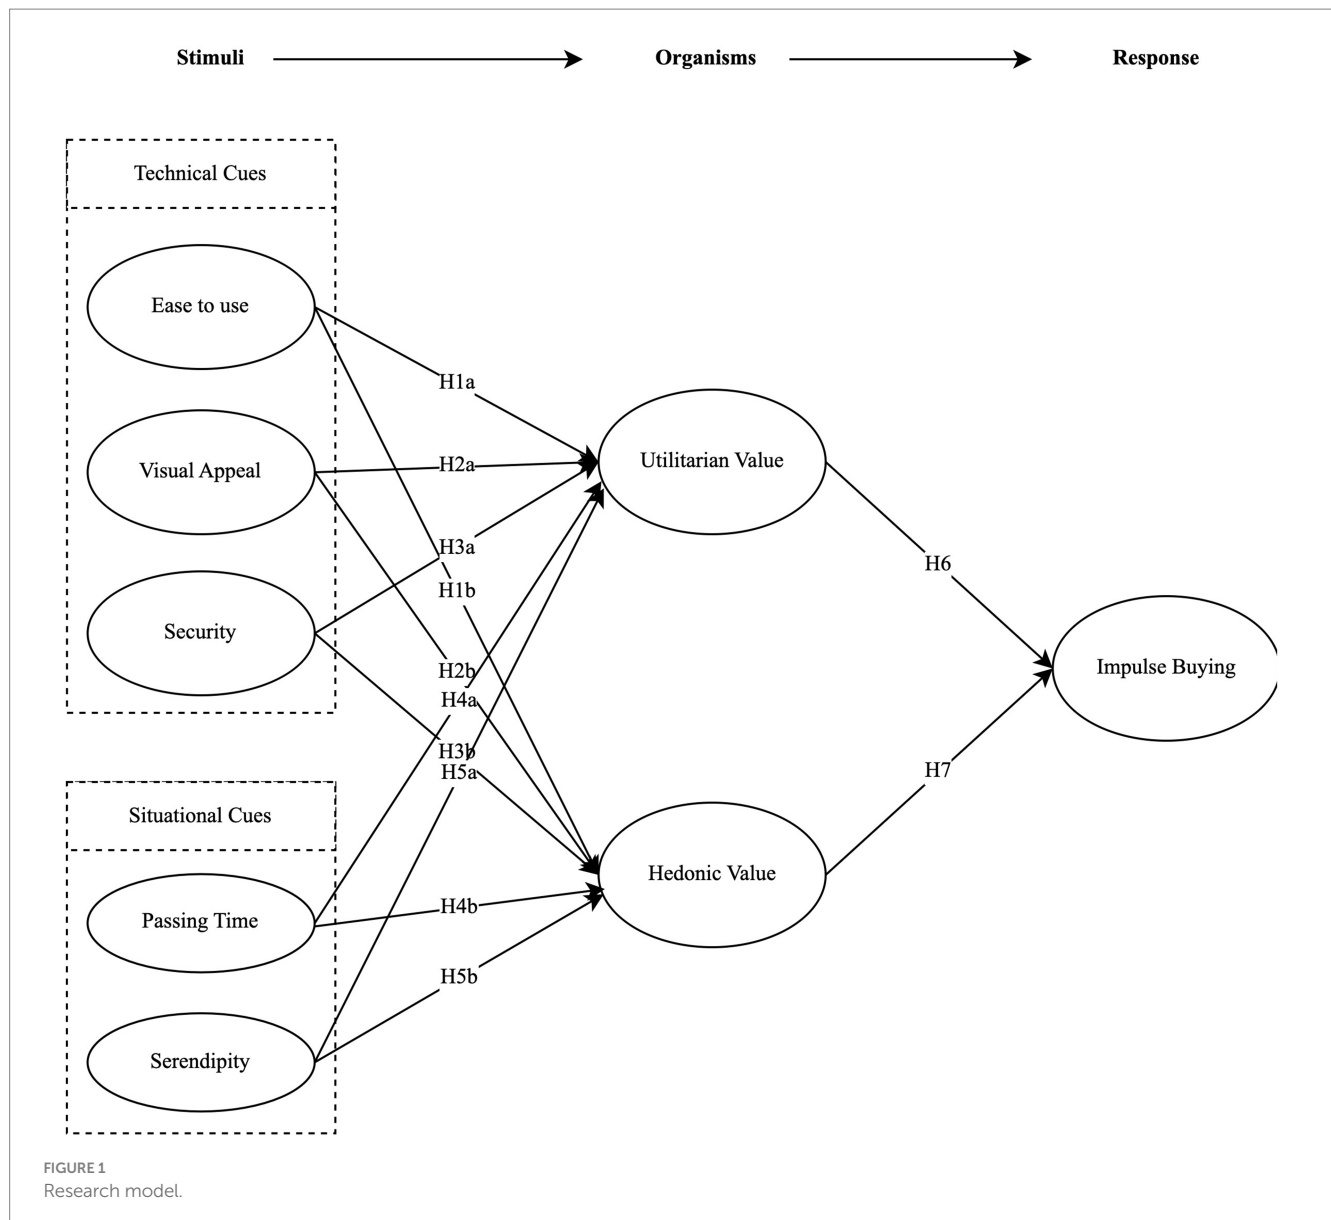 Stimuli
Organisms
Response
Technical Cues
Ease to use
H1a
Visual Appeal
H2a
Utilitarian Value
H3a
H6
H1b
Security
H2b
Impulse Buying
H4a
H3b
H5a
H7
Situational Cues
Hedonic Value
Passing Time
H4b
H5b
Serendipity
FIGURE 1
Research model.